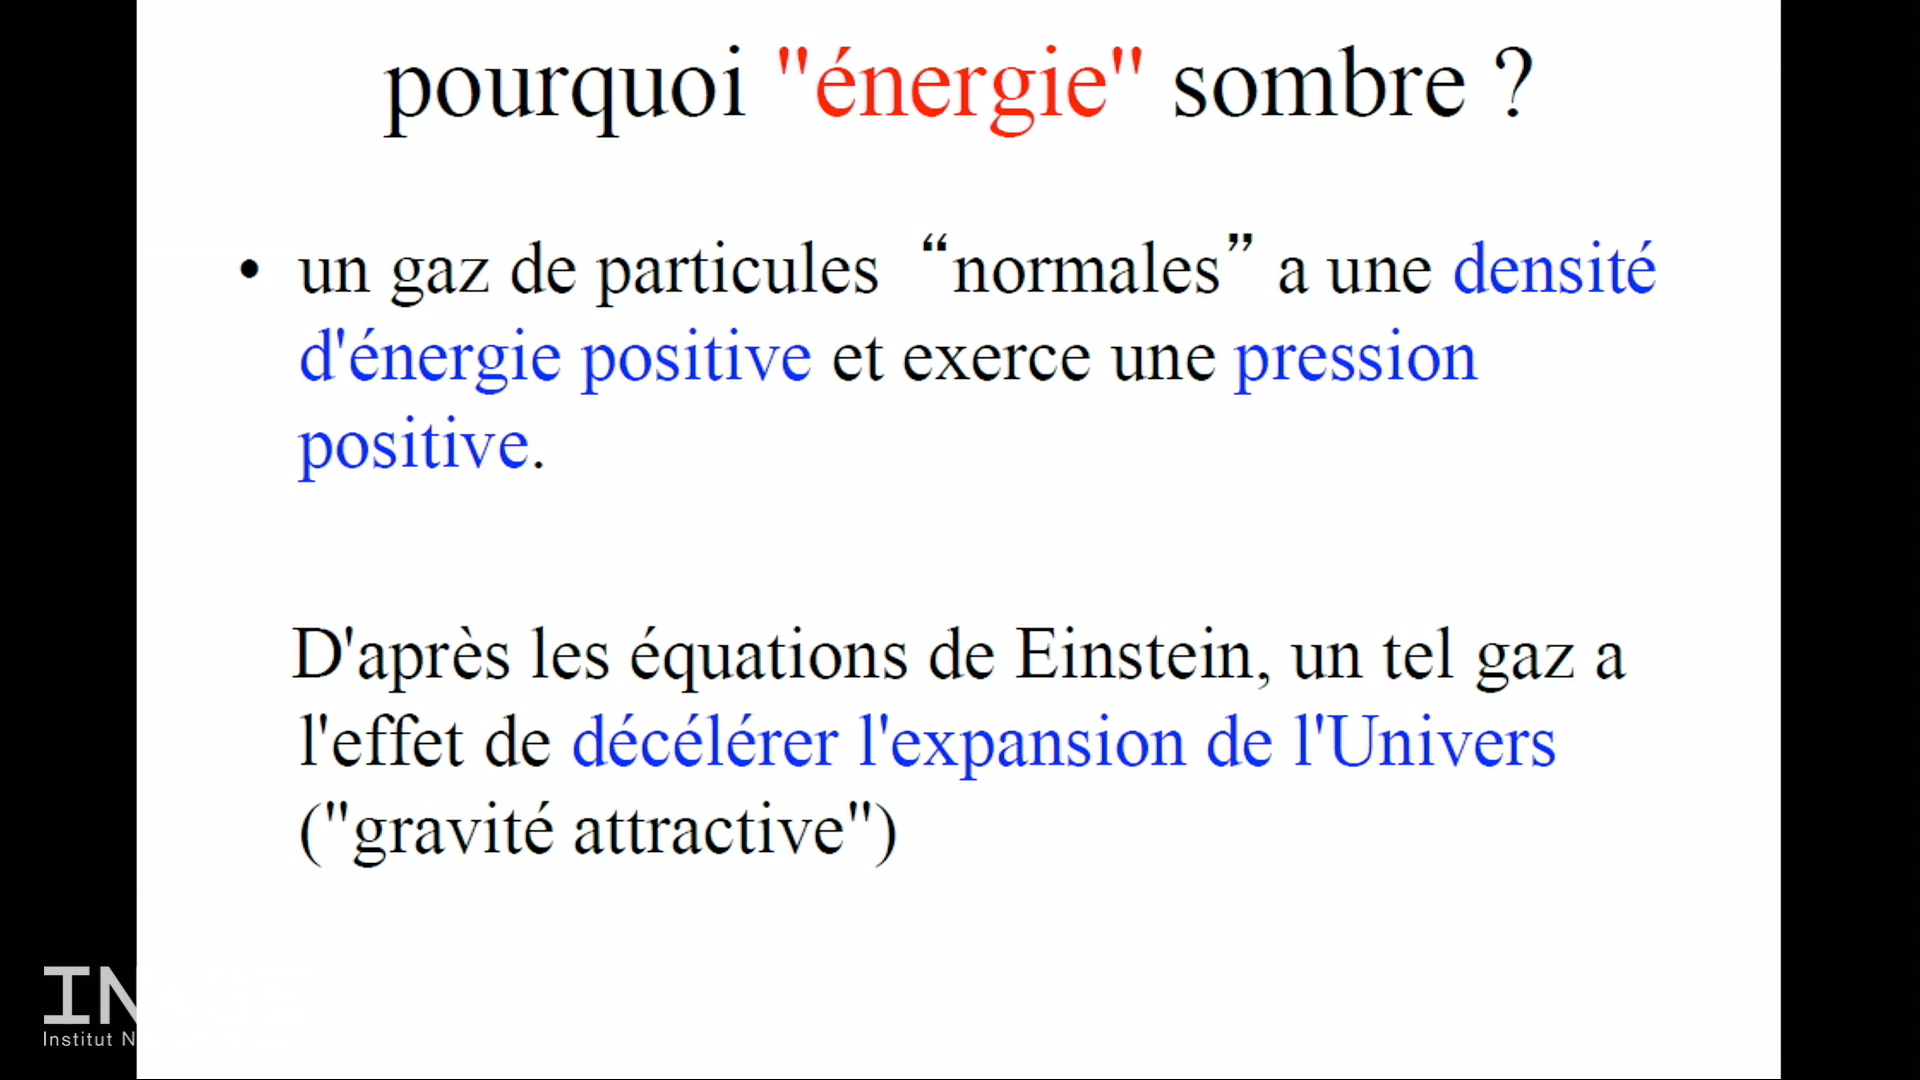 pourquoi "énergie" sombre ?
• un gaz de particules “normales” a une densité
d'énergie positive et exerce une pression
positive.
D'après les équations de Einstein, un tel gaz a
l'effet de décélérer l'expansion de l'Univers
("gravité attractive")
Institut